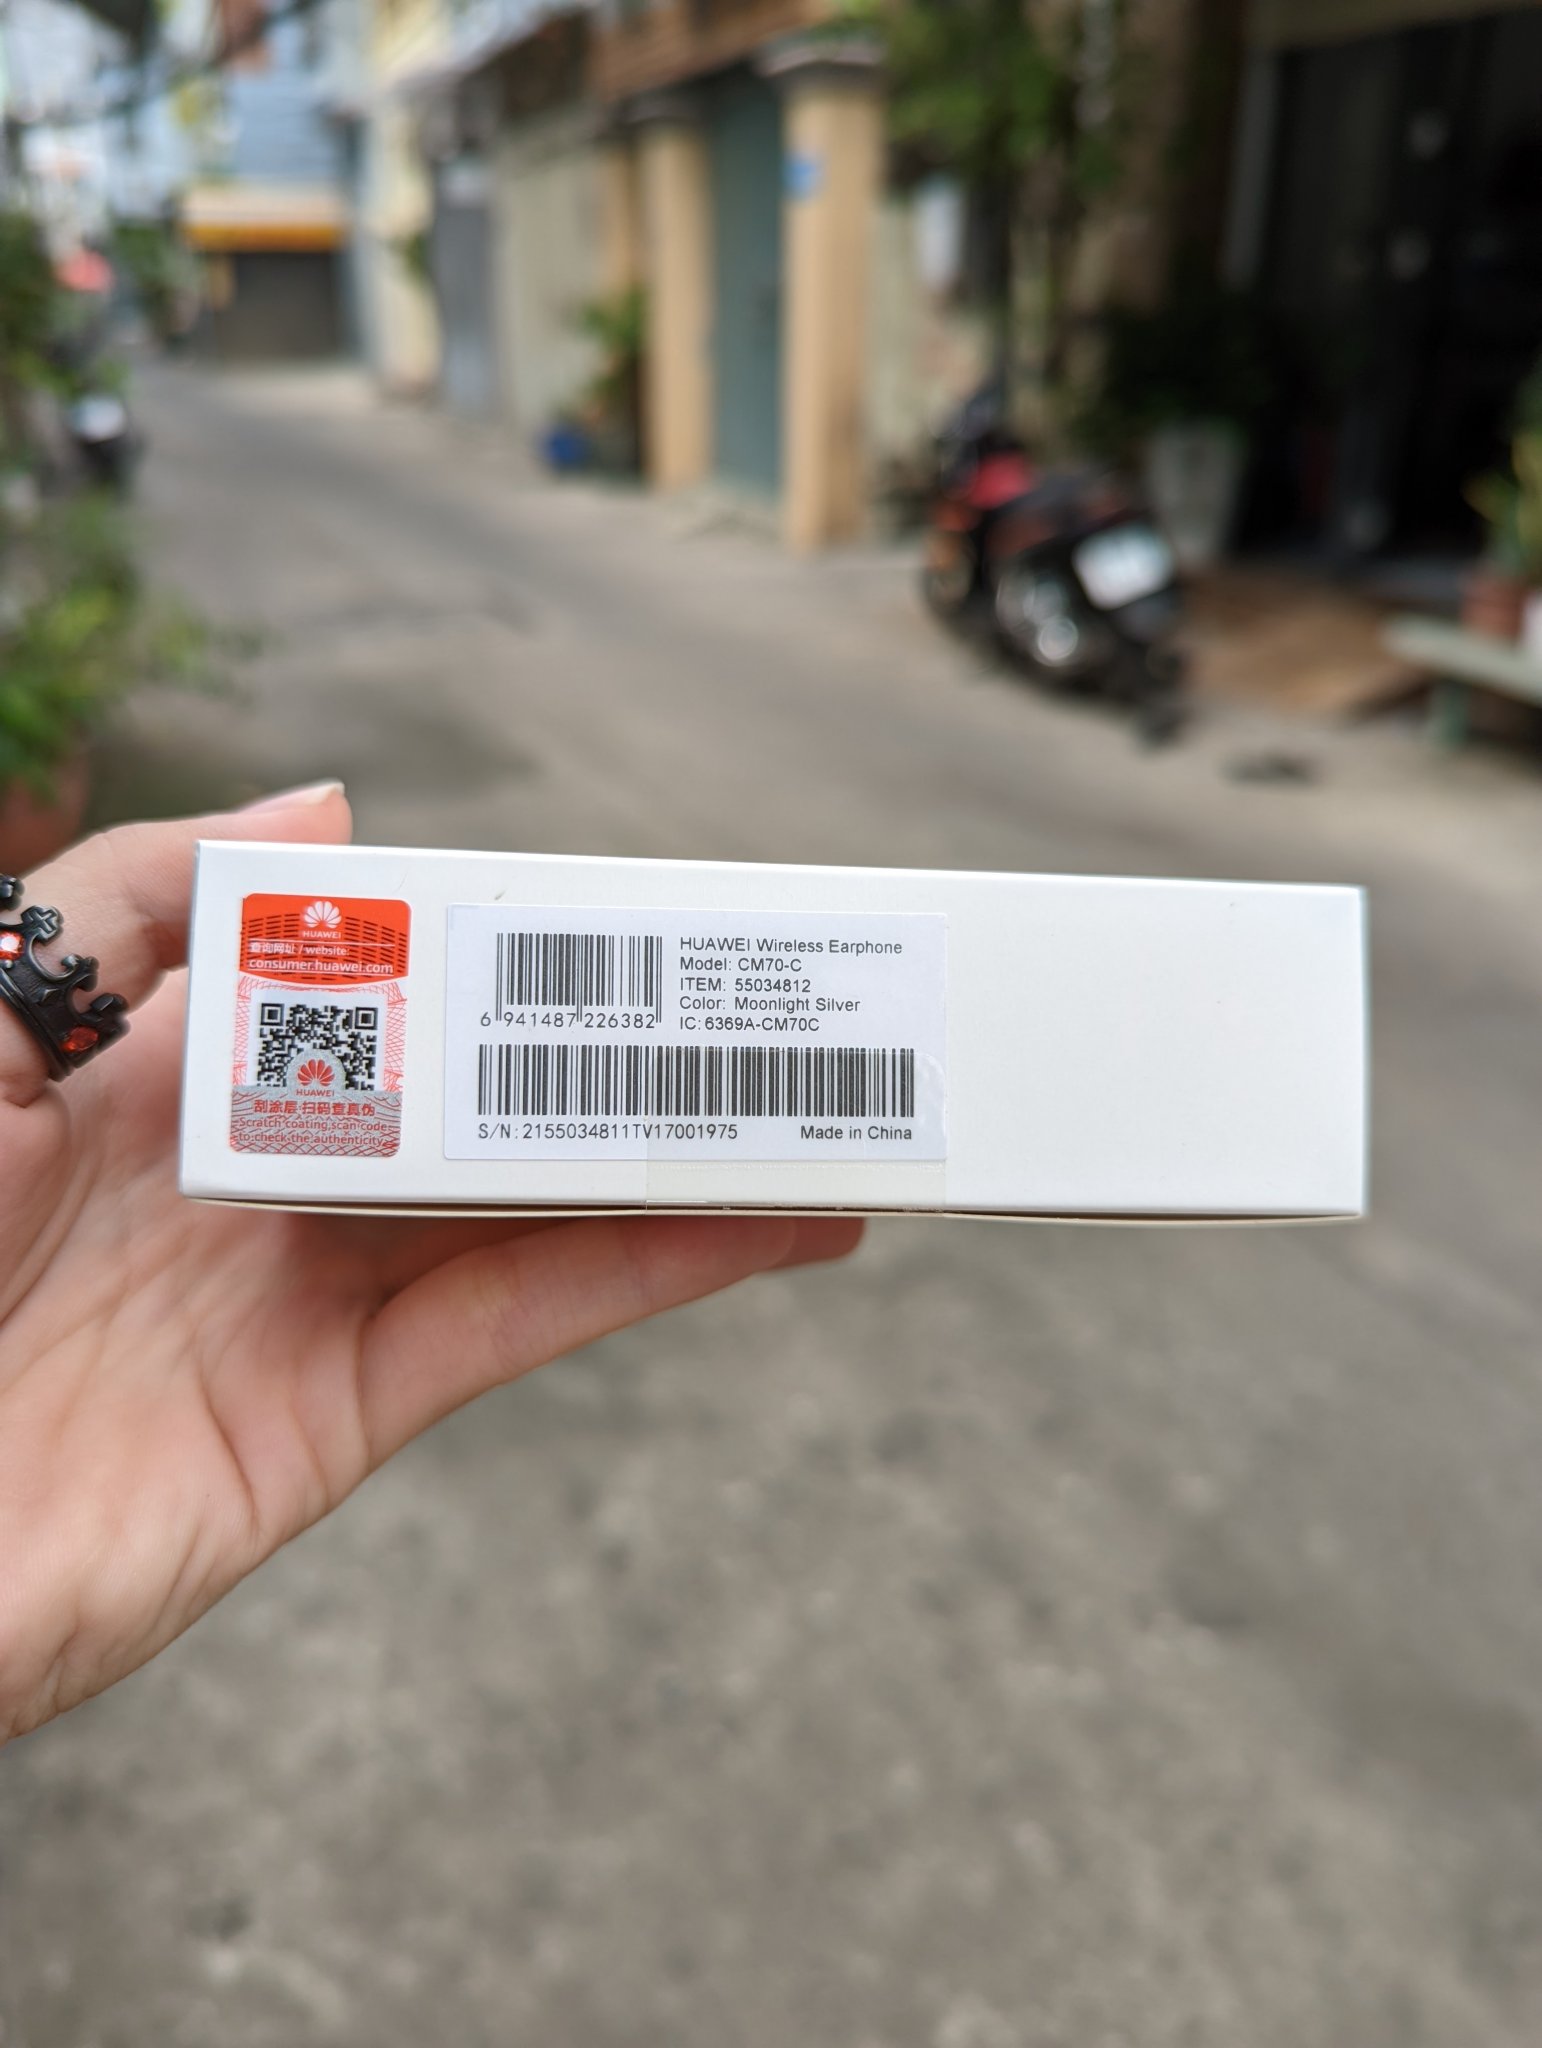 HUAWEI
查询网址 / website:
consumer.huawei.com
HUAWEI
刮涂层 扫码查真伪
Scratch coating,scan code
to check the authenticity
6 941487 226382
HUAWEI Wireless Earphone
Model: CM70-C
ITEM: 55034812
Color: Moonlight Silver
IC: 6369A-CM70C
S/N: 2155034811TV17001975
Made in China